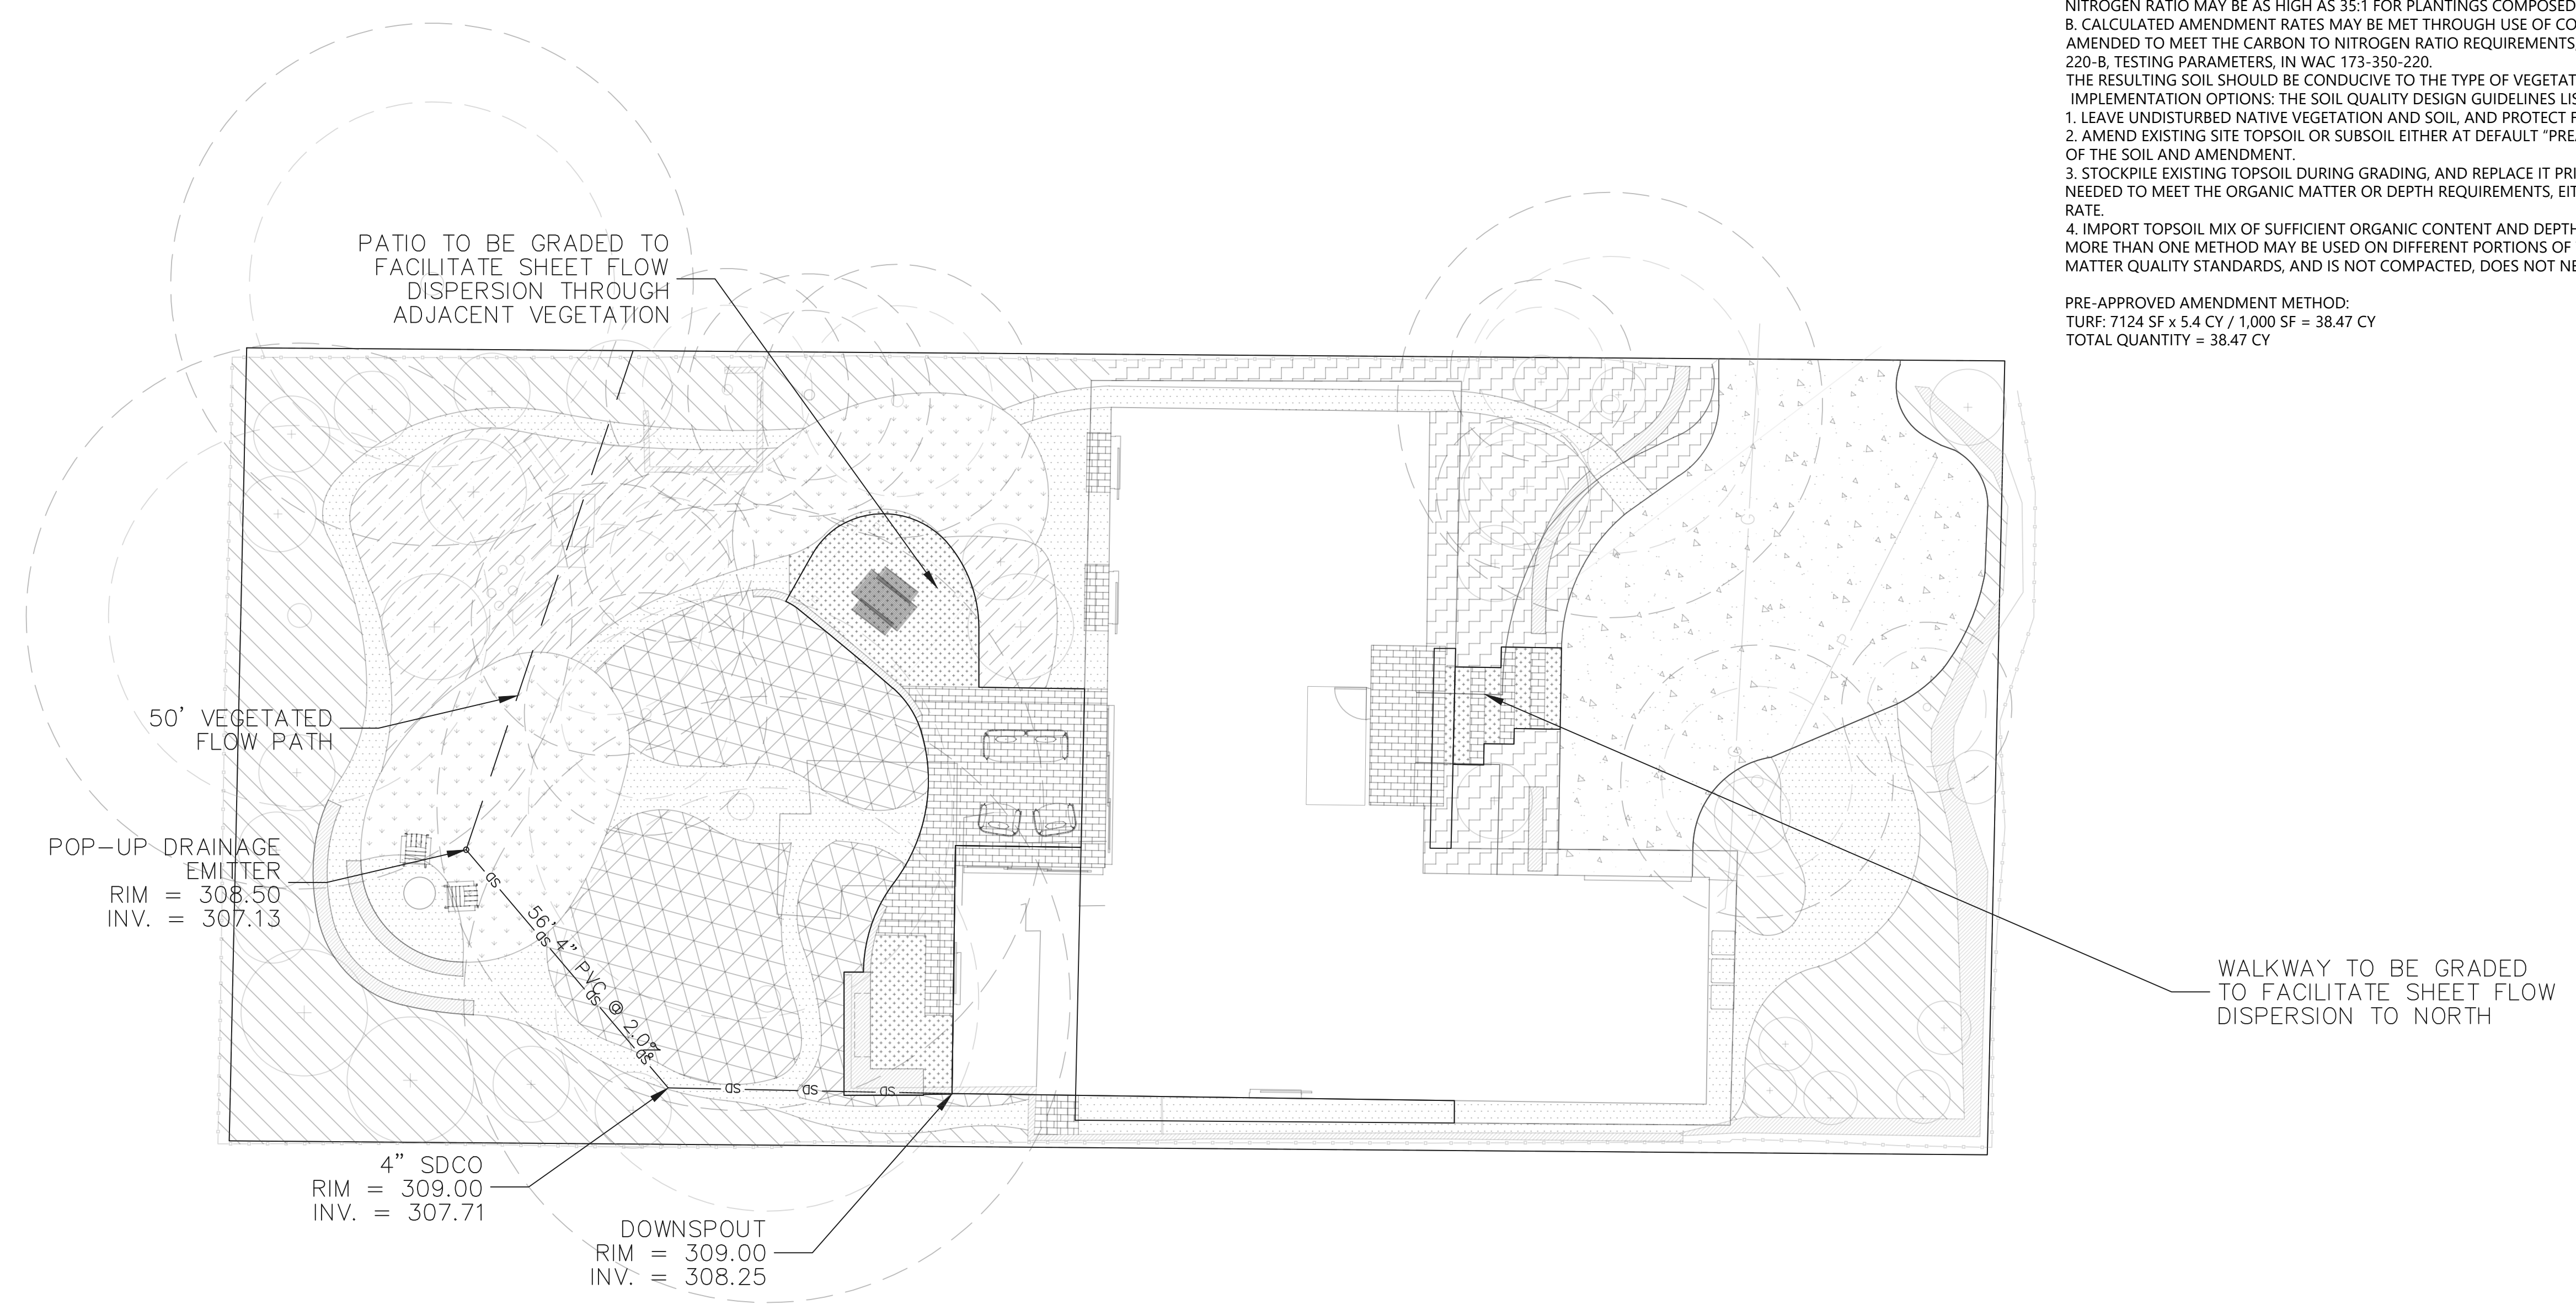 NITROGEN RATIO MAY BE AS HIGH AS 35:1 FOR PLANTINGS COMPOSED
B. CALCULATED AMENDMENT RATES MAY BE MET THROUGH USE OF CO
AMENDED TO MEET THE CARBON TO NITROGEN RATIO REQUIREMENTS,
220-B, TESTING PARAMETERS, IN WAC 173-350-220.
THE RESULTING SOIL SHOULD BE CONDUCIVE TO THE TYPE OF VEGETAT
IMPLEMENTATION OPTIONS: THE SOIL QUALITY DESIGN GUIDELINES LIS
1. LEAVE UNDISTURBED NATIVE VEGETATION AND SOIL, AND PROTECT F
2. AMEND EXISTING SITE TOPSOIL OR SUBSOIL EITHER AT DEFAULT “PRE
OF THE SOIL AND AMENDMENT.
3. STOCKPILE EXISTING TOPSOIL DURING GRADING, AND REPLACE IT PRI
NEEDED TO MEET THE ORGANIC MATTER OR DEPTH REQUIREMENTS, EIT
RATE.
4. IMPORT TOPSOIL MIX OF SUFFICIENT ORGANIC CONTENT AND DEPTH
MORE THAN ONE METHOD MAY BE USED ON DIFFERENT PORTIONS OF
MATTER QUALITY STANDARDS, AND IS NOT COMPACTED, DOES NOT NE
PRE-APPROVED AMENDMENT METHOD:
TURF: 7124 SF x 5.4 CY / 1,000 SF = 38.47 CY
TOTAL QUANTITY = 38.47 CY
PATIO TO BE GRADED TO
FACILITATE SHEET FLOW
DISPERSION THROUGH
ADJACENT VEGETATION
50' VEGETATED
FLOW PATH
POP-UP DRAINAGE
EMITTER
RIM = 308.50
INV. = 307.13
SD
SD
SD
SD
56' 4" PVC @ 2.0%
SD
SD
SD
4" SDCO
RIM = 309.00
INV. = 307.71
DOWNSPOUT
RIM = 309.00
INV. = 308.25
G
G
P
WALKWAY TO BE GRADED
TO FACILITATE SHEET FLOW
DISPERSION TO NORTH